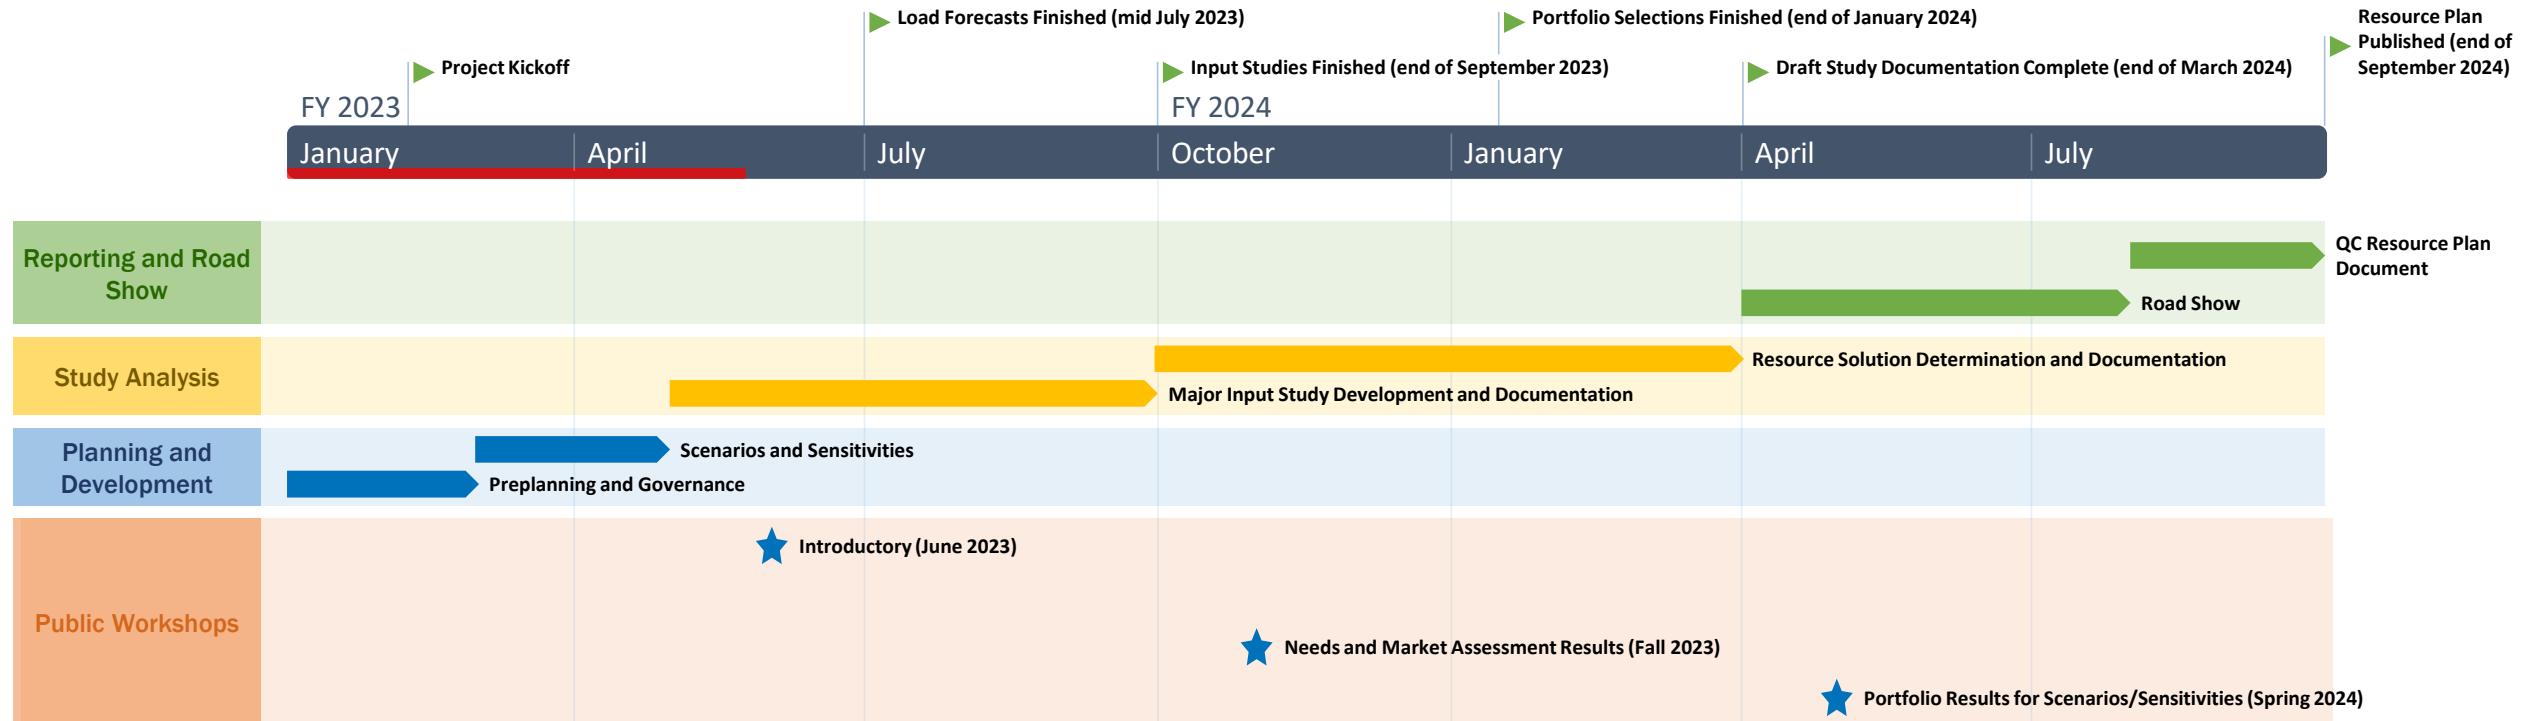 Load Forecasts Finished (mid July 2023)
Portfolio Selections Finished (end of January 2024)
Resource Plan
Published (end of
September 2024)
Project Kickoff
Input Studies Finished (end of September 2023)
Draft Study Documentation Complete (end of March 2024)
FY 2023
FY 2024
January
April
July
October
January
April
July
Reporting and Road
Show
QC Resource Plan
Document
Road Show
Study Analysis
Resource Solution Determination and Documentation
Major Input Study Development and Documentation
Planning and
Development
Scenarios and Sensitivities
Preplanning and Governance
Public Workshops
Introductory (June 2023)
Needs and Market Assessment Results (Fall 2023)
Portfolio Results for Scenarios/Sensitivities (Spring 2024)